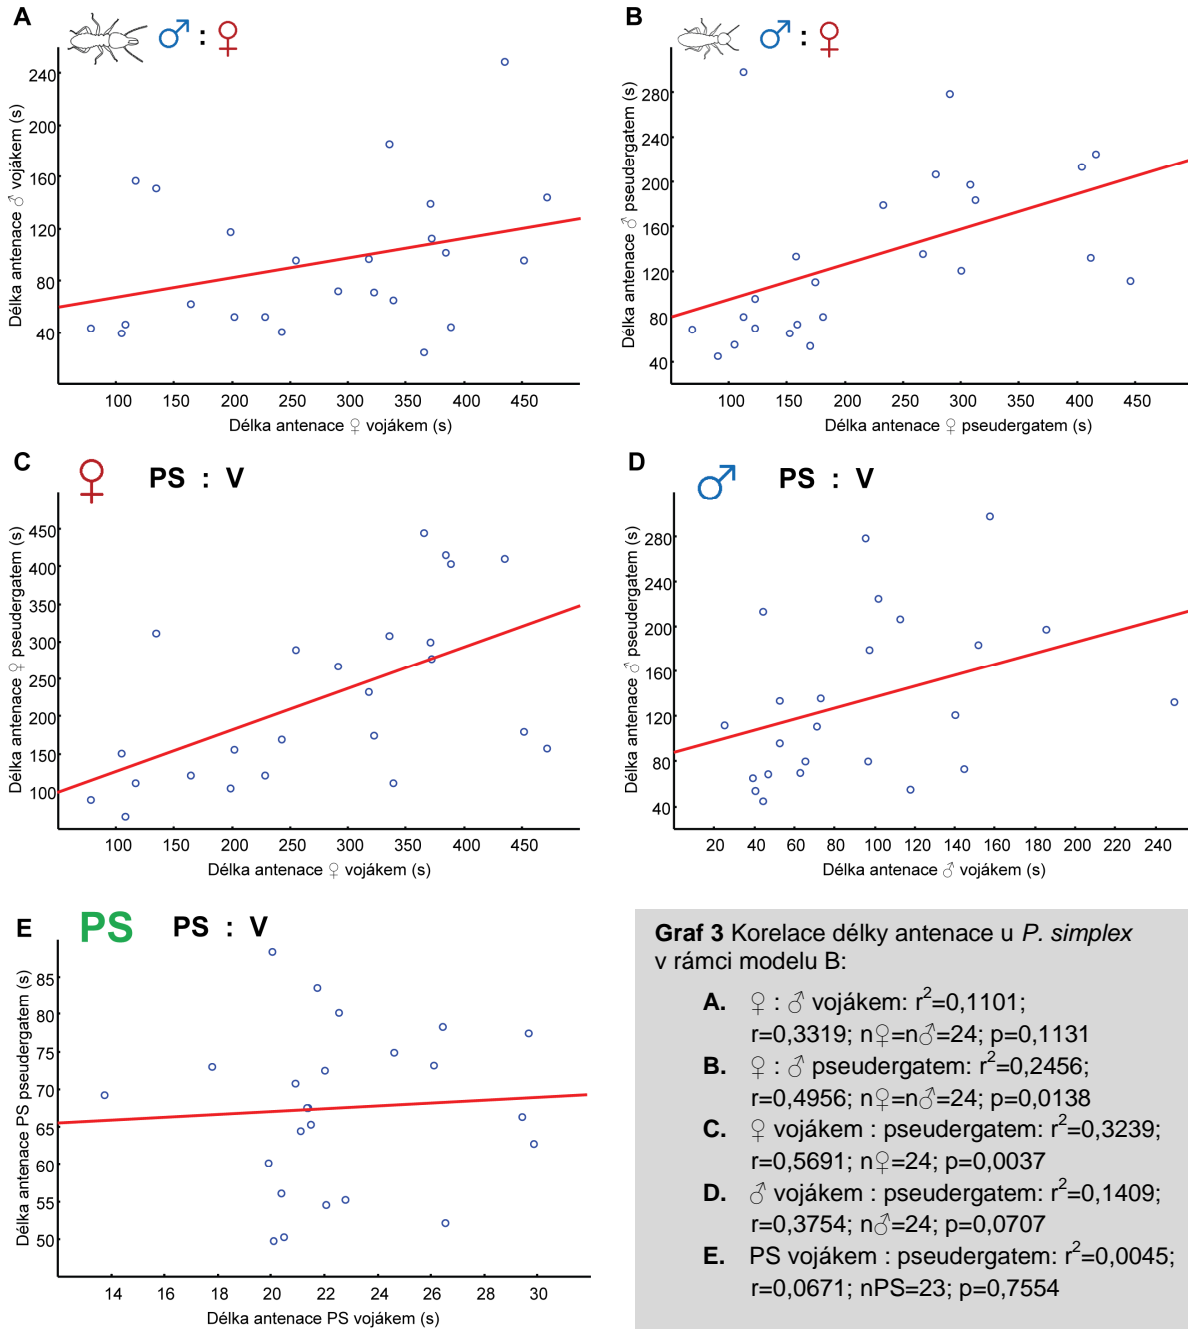 A
♂ : ♀
Délka antenace ♂ vojákem (s)
240
200
160
120
80
40
100 150 200 250 300 350 400 450
Délka antenace ♀ vojákem (s)
B
♂ : ♀
Délka antenace ♂ pseudergatem (s)
280
240
200
160
120
80
40
100 150 200 250 300 350 400 450
Délka antenace ♀ pseudergatem (s)
C
♀ PS : V
Délka antenace ♀ pseudergatem (s)
450
400
350
300
250
200
150
100
100 150 200 250 300 350 400 450
Délka antenace ♀ vojákem (s)
D
♂ PS : V
Délka antenace ♂ pseudergatem (s)
280
240
200
160
120
80
40
20 40 60 80 100 120 140 160 180 200 220 240
Délka antenace ♂ vojákem (s)
E PS PS : V
Délka antenace PS pseudergatem (s)
85
80
75
70
65
60
55
50
14 16 18 20 22 24 26 28 30
Délka antenace PS vojákem (s)
Graf 3 Korelace délky antenace u P. simplex
v rámci modelu B:
A. ♀ : ♂ vojákem: r²=0,1101;
r=0,3319; n♀=n♂=24; p=0,1131
B. ♀ : ♂ pseudergatem: r²=0,2456;
r=0,4956; n♀=n♂=24; p=0,0138
C. ♀ vojákem : pseudergatem: r²=0,3239;
r=0,5691; n♀=24; p=0,0037
D. ♂ vojákem : pseudergatem: r²=0,1409;
r=0,3754; n♂=24; p=0,0707
E. PS vojákem : pseudergatem: r²=0,0045;
r=0,0671; nPS=23; p=0,7554